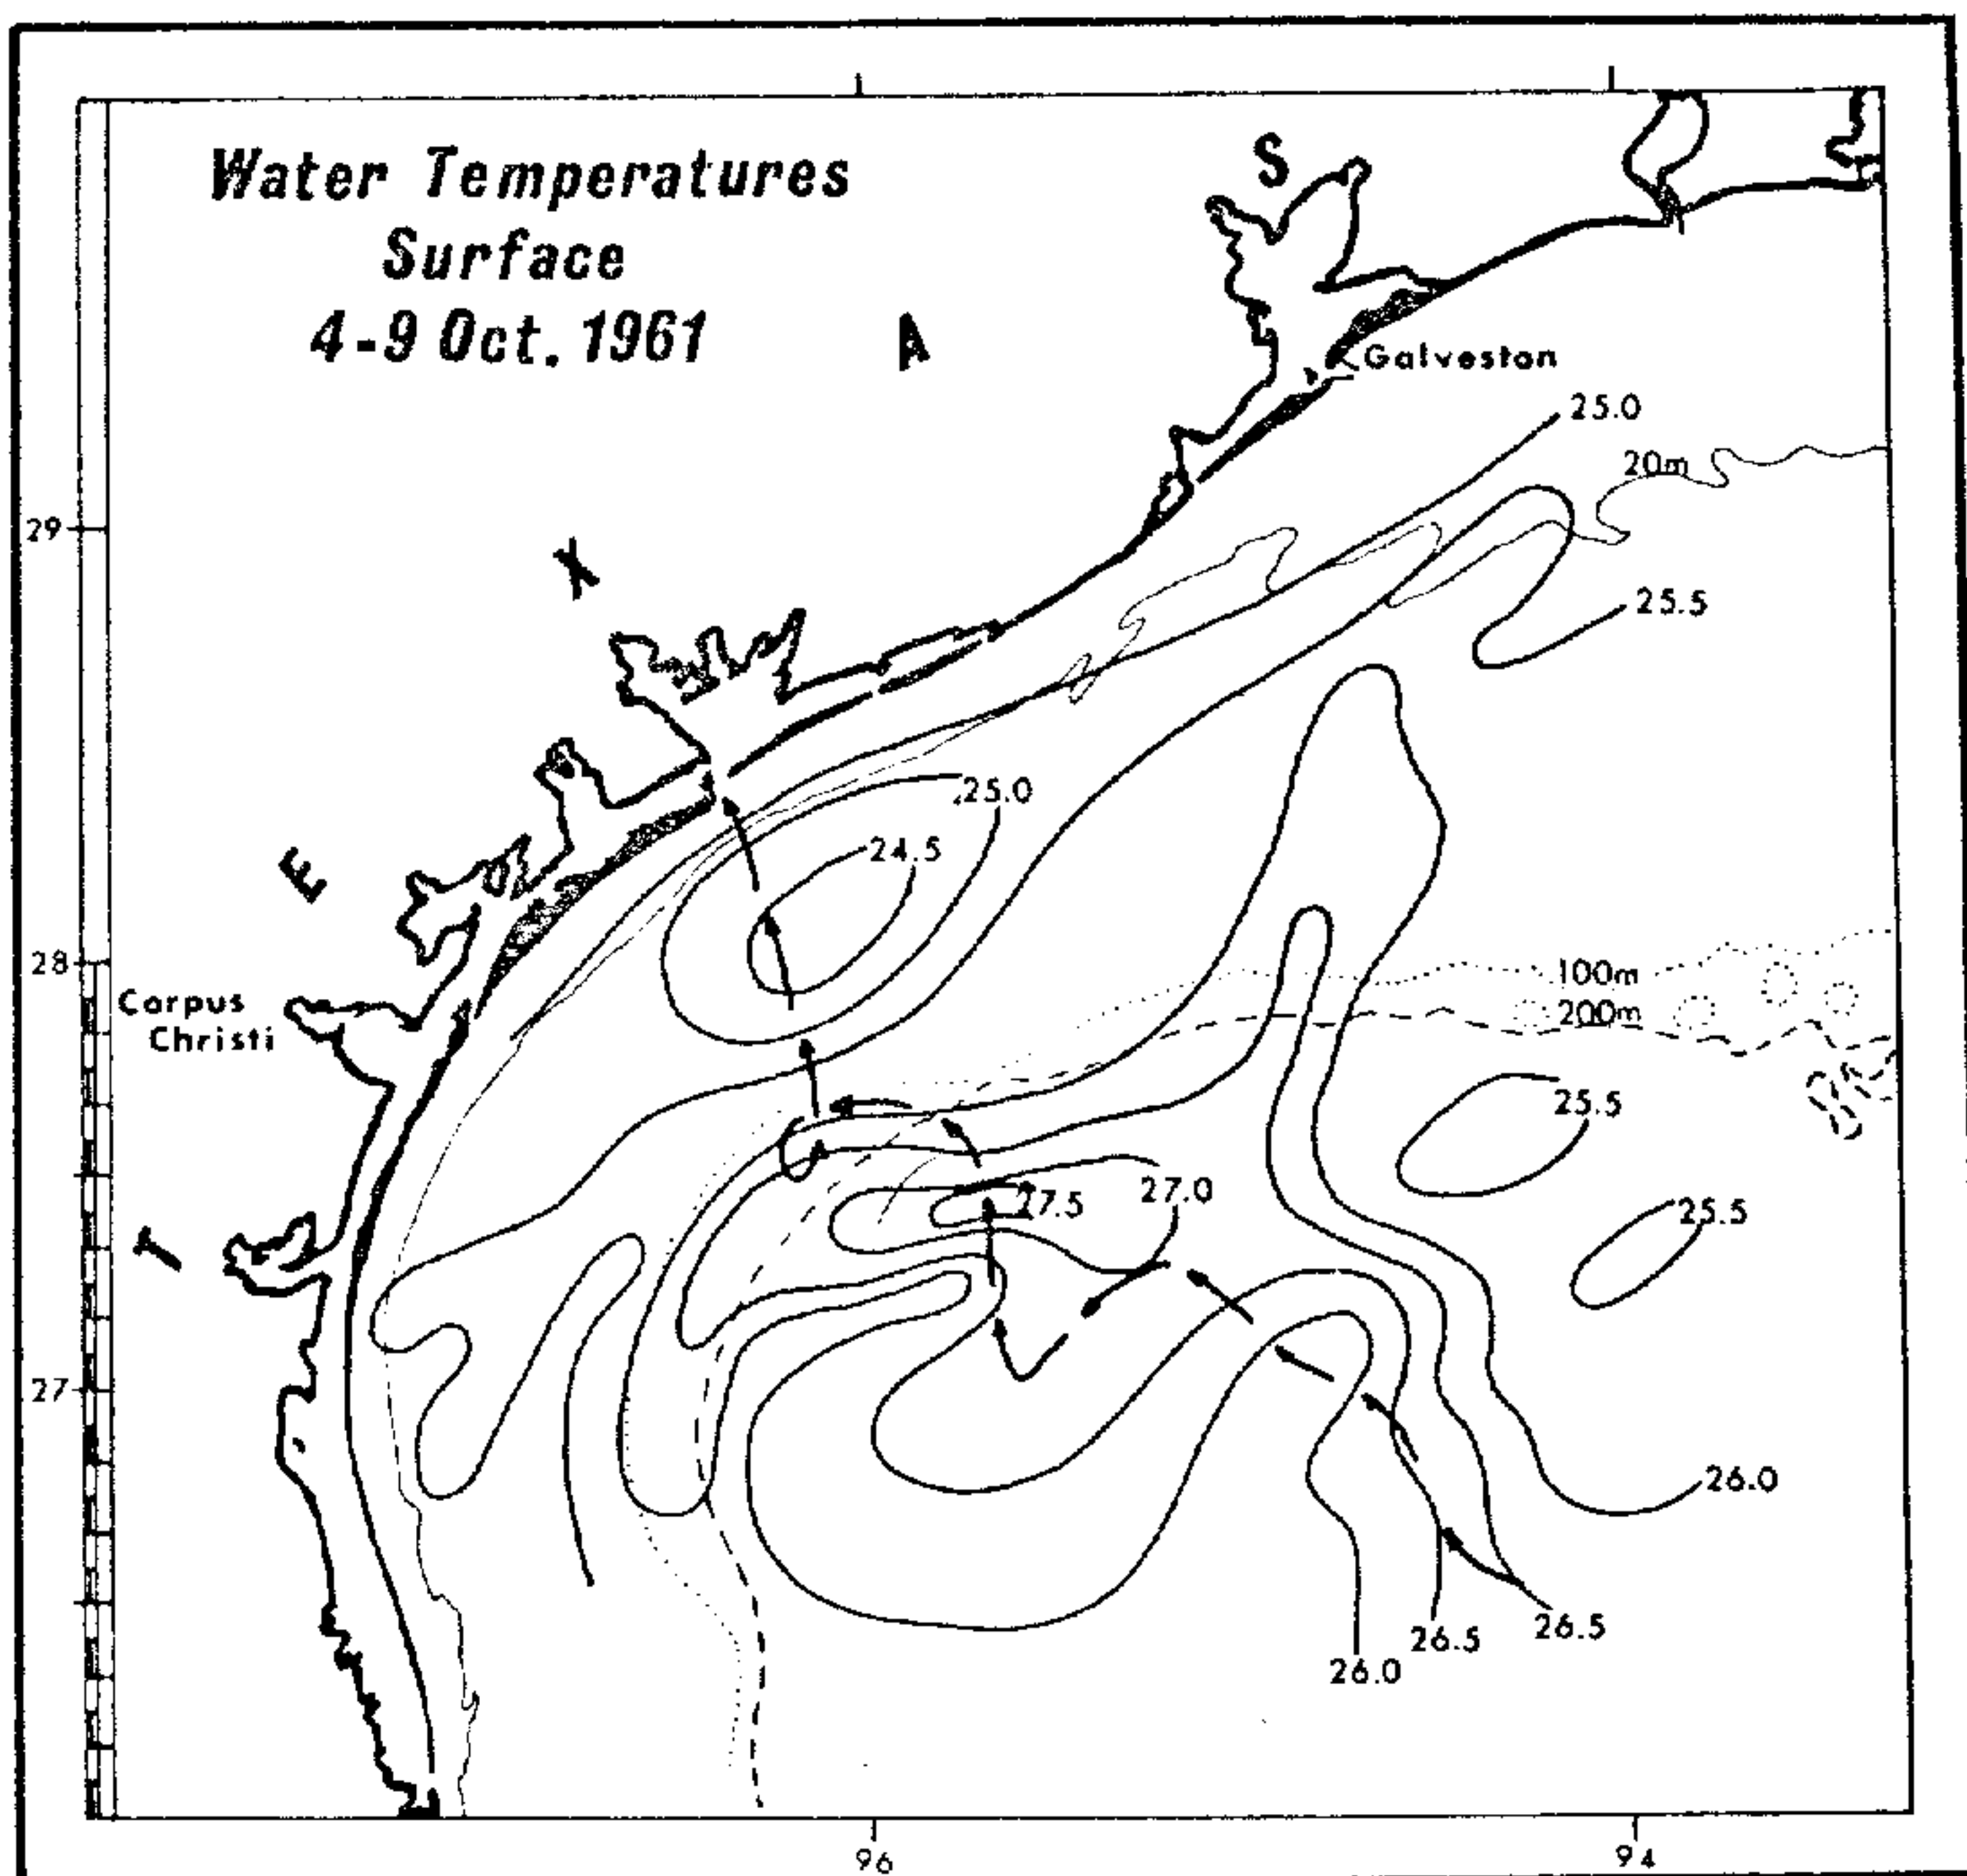 Water Temperatures
Surface
4-9 Oct. 1961
T E X A S
Galveston
25.0
20m
29
25.5
25.0
24.5
28
100m
200m
Corpus
Christi
25.5
27.5
27.0
25.5
27
26.0
26.5
26.5
26.0
96
94